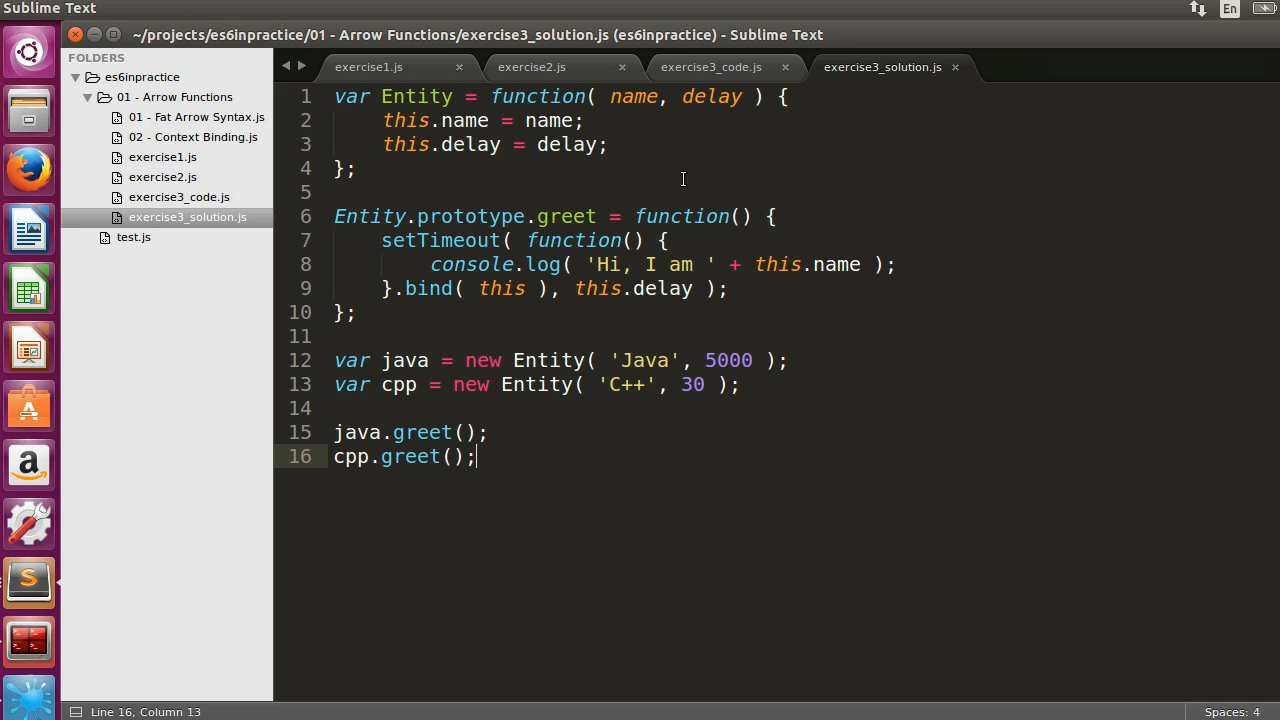 Sublime Text
En
~/projects/es6inpractice/01 - Arrow Functions/exercise3_solution.js (es6inpractice) - Sublime Text
FOLDERS
es6inpractice
01 - Arrow Functions
01 - Fat Arrow Syntax.js
02 - Context Binding.js
exercise1.js
exercise2.js
exercise3_code.js
exercise3_solution.js
test.js
exercise1.js × exercise2.js × exercise3_code.js × exercise3_solution.js ×
1 var Entity = function( name, delay ) {
2     this.name = name;
3     this.delay = delay;
4 };
5
6 Entity.prototype.greet = function() {
7     setTimeout( function() {
8         console.log( 'Hi, I am ' + this.name );
9     }.bind( this ), this.delay );
10 };
11
12 var java = new Entity( 'Java', 5000 );
13 var cpp = new Entity( 'C++', 30 );
14
15 java.greet();
16 cpp.greet();
Line 16, Column 13
Spaces: 4